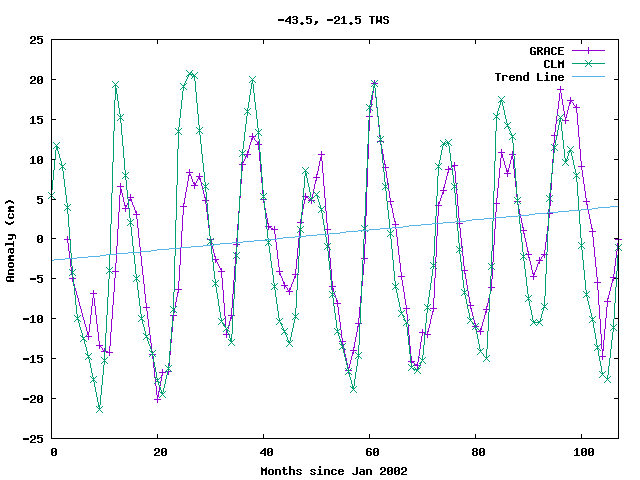 -43.5, -21.5 TWS
GRACE
CLM
Trend Line
25
20
15
10
5
0
-5
-10
-15
-20
-25
Anomaly (cm)
0 20 40 60 80 100
Months since Jan 2002